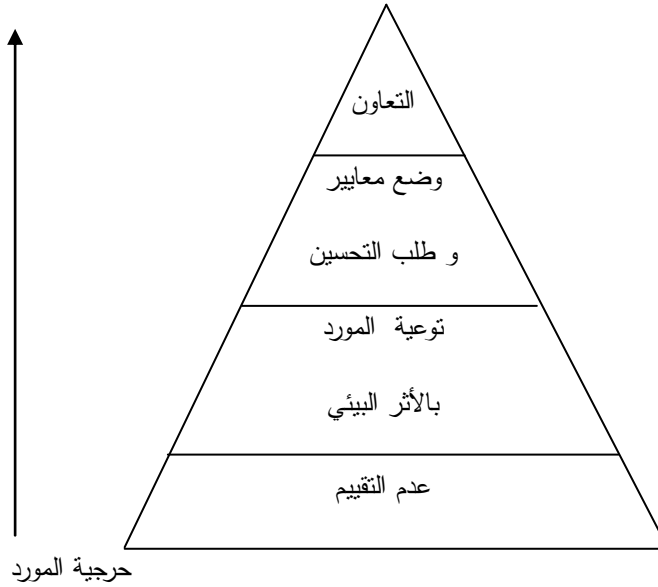 التعاون
وضع معايير
و طلب التحسين
توعية المورد
بالأثر البيئي
عدم التقييم
حرجية المورد